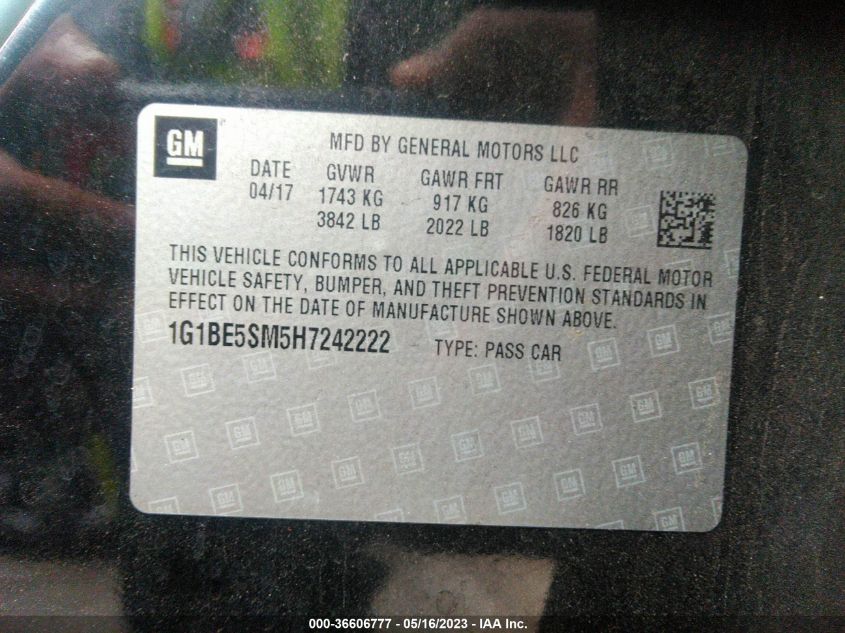 GM
MFD BY GENERAL MOTORS LLC
DATE GVWR GAWR FRT GAWR RR
04/17 1743 KG 917 KG 826 KG
3842 LB 2022 LB 1820 LB
THIS VEHICLE CONFORMS TO ALL APPLICABLE U.S. FEDERAL MOTOR
VEHICLE SAFETY, BUMPER, AND THEFT PREVENTION STANDARDS IN
EFFECT ON THE DATE OF MANUFACTURE SHOWN ABOVE.
1G1BE5SM5H7242222 TYPE: PASS CAR
000-36606777 - 05/16/2023 - IAA Inc.